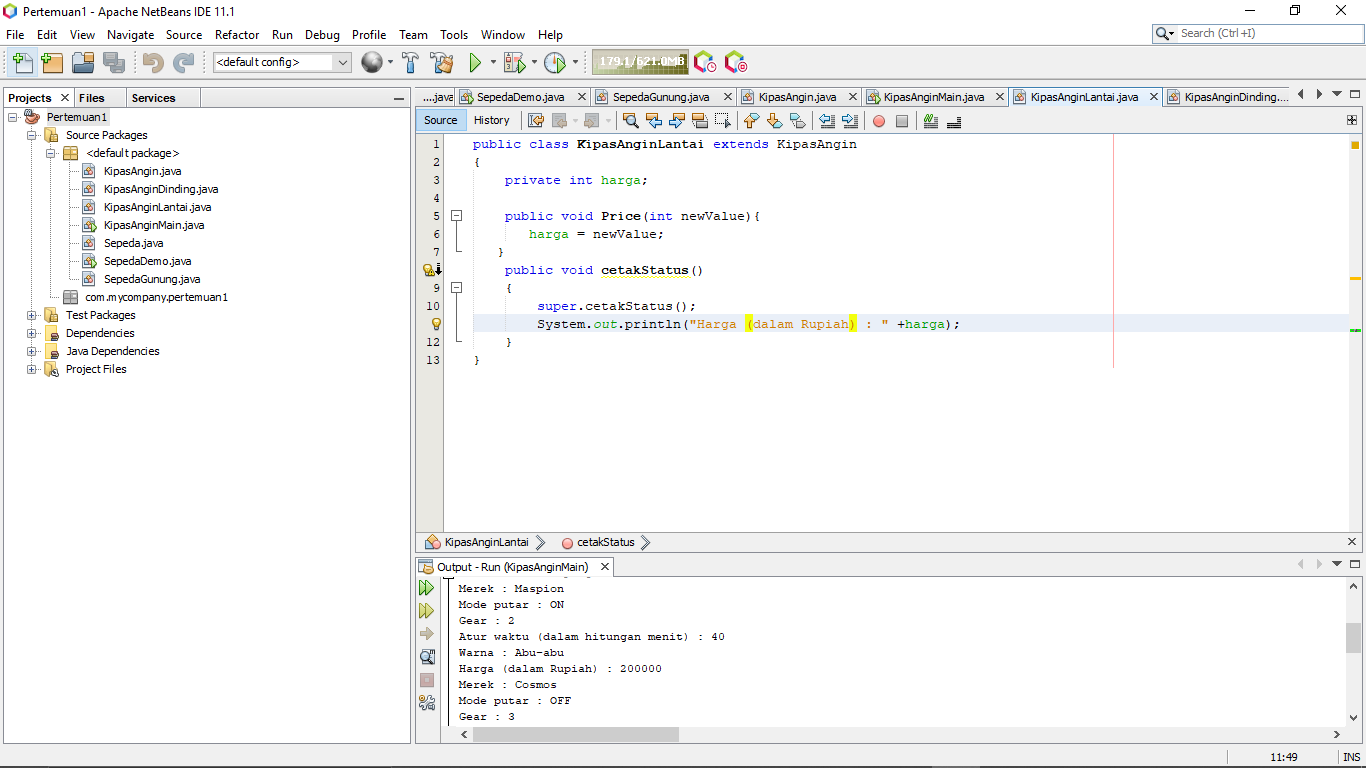 Pertemuan1 - Apache NetBeans IDE 11.1
File Edit View Navigate Source Refactor Run Debug Profile Team Tools Window Help
Search (Ctrl+I)
<default config>
179.1/621.0MB
Projects Files Services
Pertemuan1
Source Packages
<default package>
KipasAngin.java
KipasAnginDinding.java
KipasAnginLantai.java
KipasAnginMain.java
Sepeda.java
SepedaDemo.java
SepedaGunung.java
com.mycompany.pertemuan1
Test Packages
Dependencies
Java Dependencies
Project Files
....java SepedaDemo.java SepedaGunung.java KipasAngin.java KipasAnginMain.java KipasAnginLantai.java KipasAnginDinding....
Source History
1 public class KipasAnginLantai extends KipasAngin
2 {
3 private int harga;
4
5 public void Price(int newValue){
6 harga = newValue;
7 }
public void cetakStatus()
9 {
10 super.cetakStatus();
System.out.println("Harga (dalam Rupiah) : " +harga);
12 }
13 }
KipasAnginLantai cetakStatus
Output - Run (KipasAnginMain)
Merek : Maspion
Mode putar : ON
Gear : 2
Atur waktu (dalam hitungan menit) : 40
Warna : Abu-abu
Harga (dalam Rupiah) : 200000
Merek : Cosmos
Mode putar : OFF
Gear : 3
11:49 INS